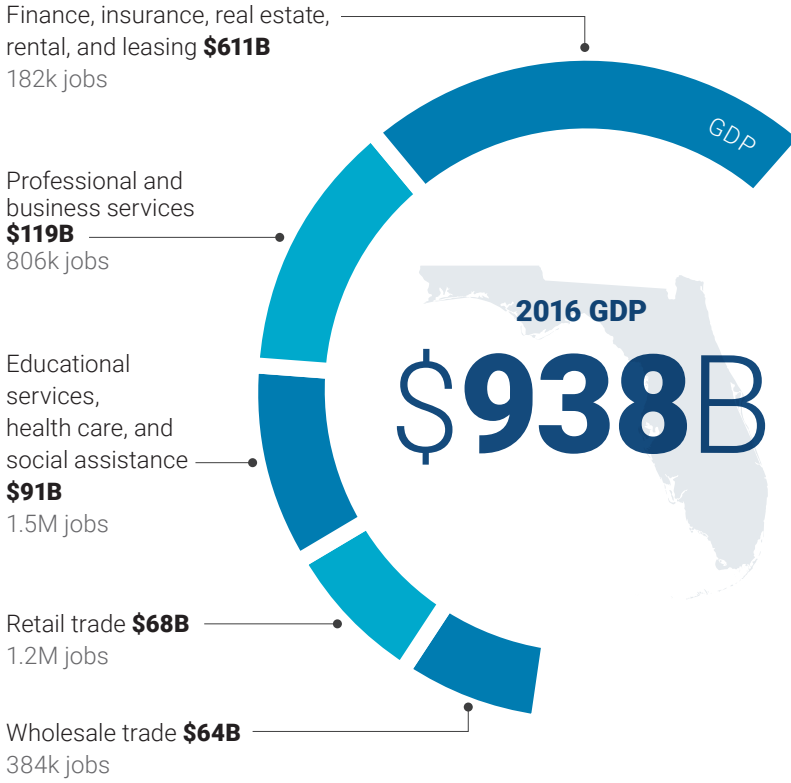 Finance, insurance, real estate,
rental, and leasing $611B
182k jobs
GDP
Professional and
business services
$119B
806k jobs
2016 GDP
$938B
Educational
services,
health care, and
social assistance
$91B
1.5M jobs
Retail trade $68B
1.2M jobs
Wholesale trade $64B
384k jobs